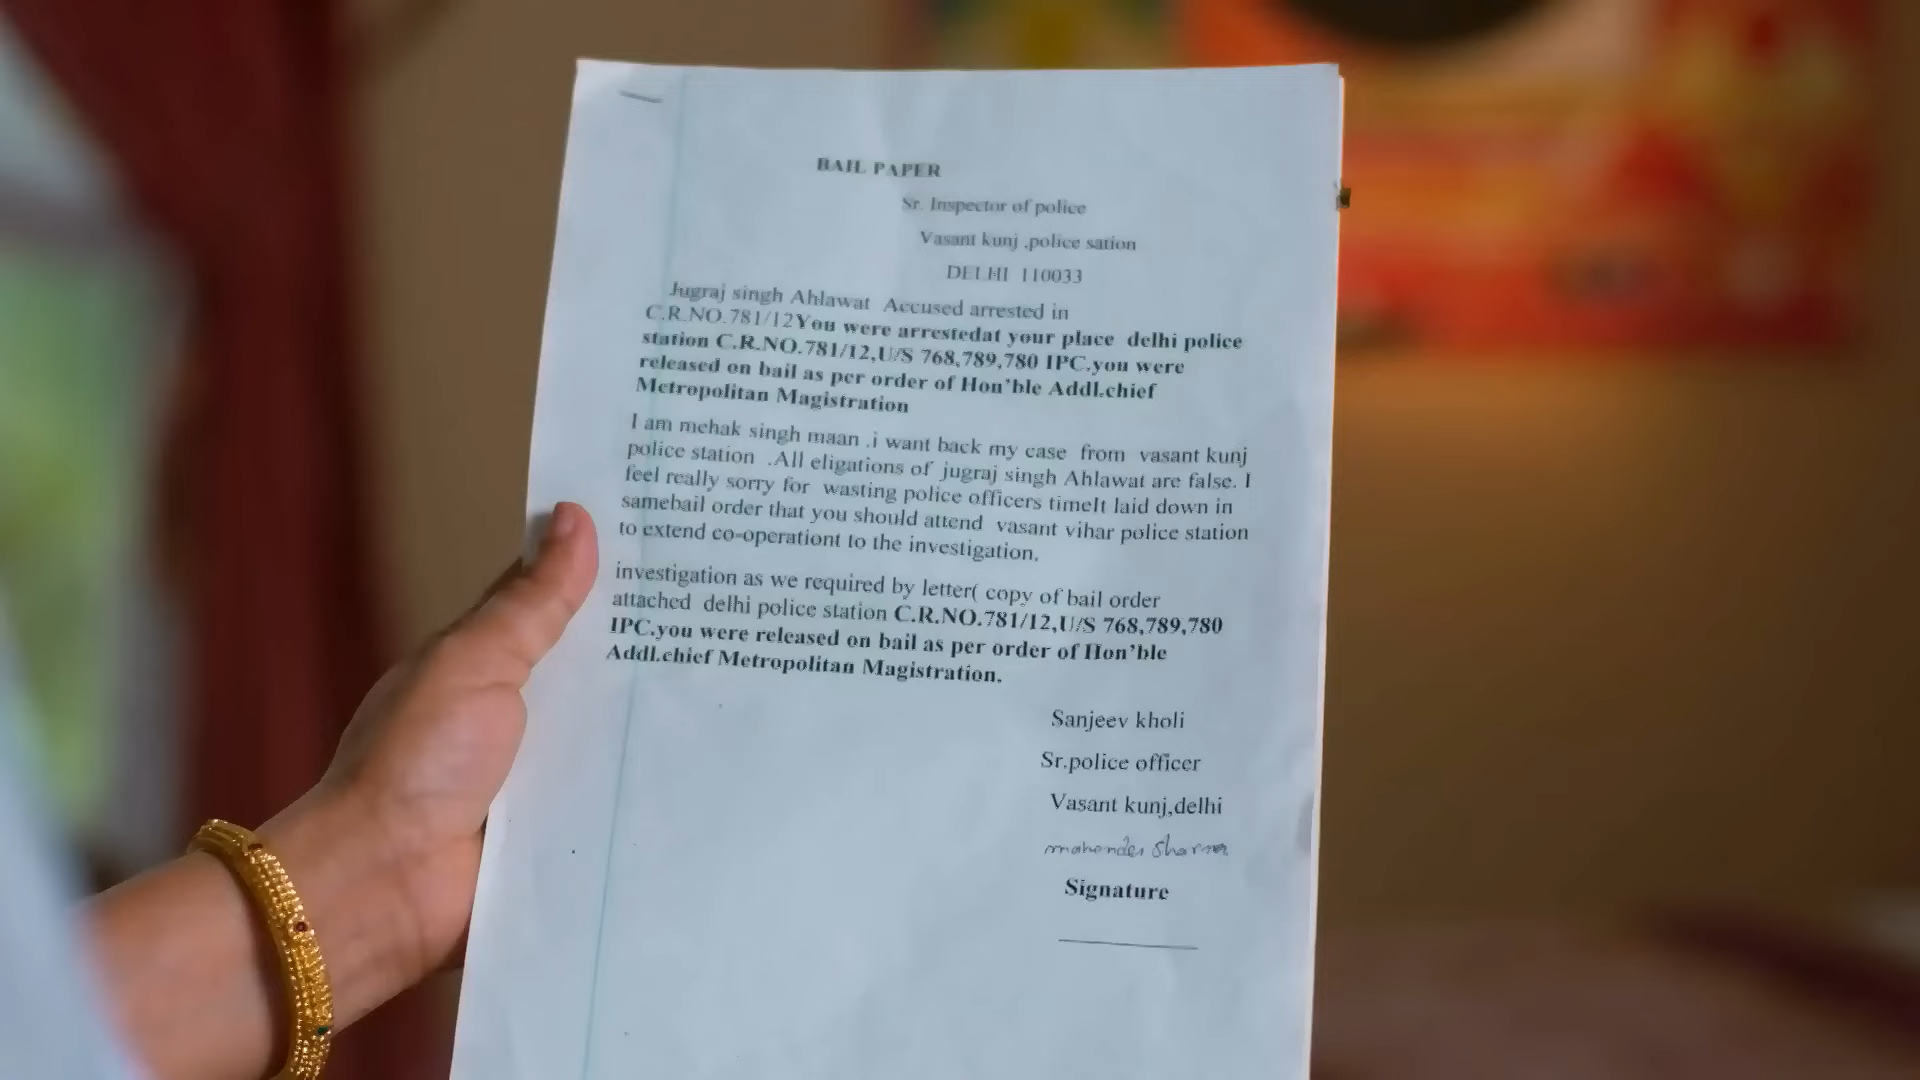 BAIL PAPER
Sr. Inspector of police
Vasant kunj ,police sation
DELHI 110033
Jugraj singh Ahlawat Accused arrested in
C.R.NO.781/12You were arrestedat your place delhi police
station C.R.NO.781/12,U/S 768,789,780 IPC.you were
released on bail as per order of Hon'ble Addl.chief
Metropolitan Magistration
I am mehak singh maan .i want back my case from vasant kunj
police station .All eligations of jugraj singh Ahlawat are false. I
feel really sorry for wasting police officers timeIt laid down in
samebail order that you should attend vasant vihar police station
to extend co-operationt to the investigation.
investigation as we required by letter( copy of bail order
attached delhi police station C.R.NO.781/12,U/S 768,789,780
IPC.you were released on bail as per order of Hon'ble
Addl.chief Metropolitan Magistration.
Sanjeev kholi
Sr.police officer
Vasant kunj,delhi
mahender Sharma
Signature